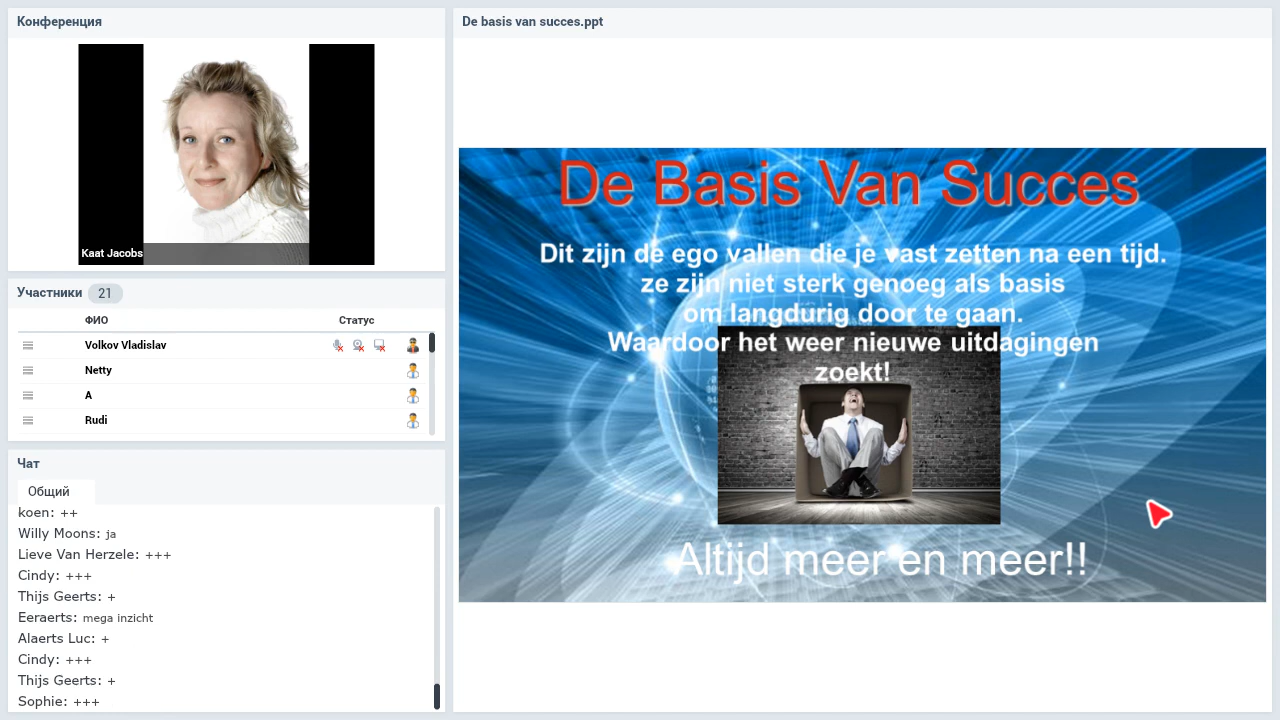 Конференция
Kaat Jacobs
Участники 21
ФИО Статус
Volkov Vladislav
Netty
A
Rudi
Чат
Общий
koen: ++
Willy Moons: ja
Lieve Van Herzele: +++
Cindy: +++
Thijs Geerts: +
Eeraerts: mega inzicht
Alaerts Luc: +
Cindy: +++
Thijs Geerts: +
Sophie: +++
De basis van succes.ppt
De Basis Van Succes
Dit zijn de ego vallen die je vast zetten na een tijd.
ze zijn niet sterk genoeg als basis
om langdurig door te gaan.
Waardoor het weer nieuwe uitdagingen
zoekt!
Altijd meer en meer!!